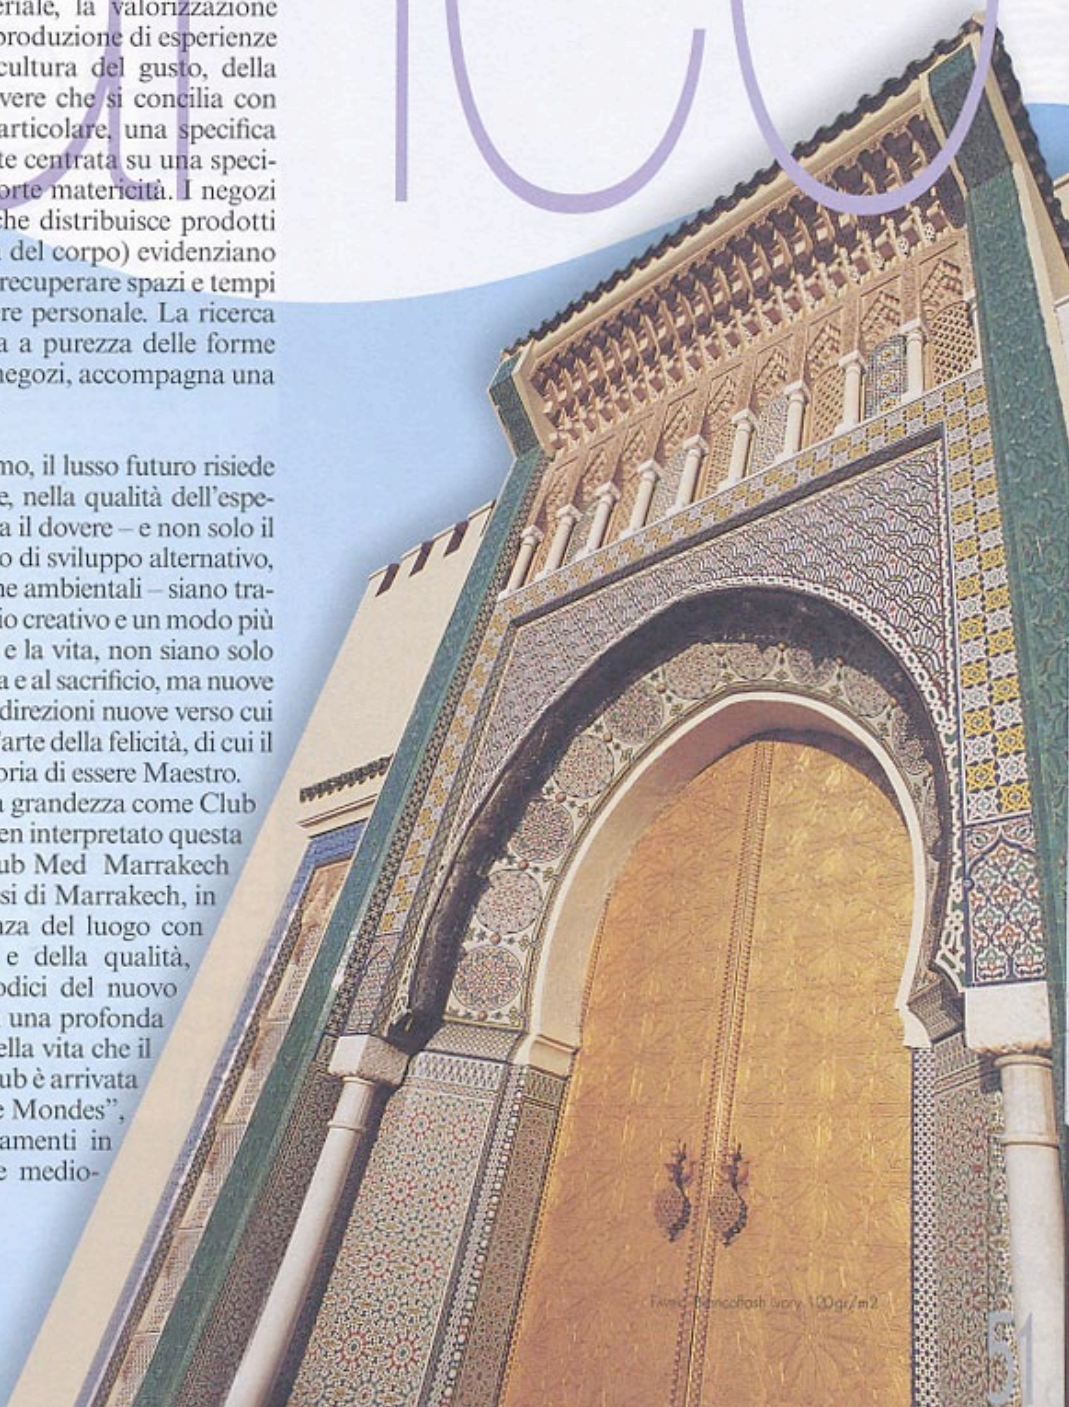 eriale, la valorizzazione
produzione di esperienze
cultura del gusto, della
vere che si concilia con
articolare, una specifica
te centrata su una speci-
orte matericità. I negozi
che distribuisce prodotti
del corpo) evidenziano
recuperare spazi e tempi
re personale. La ricerca
a a purezza delle forme
negozi, accompagna una
mo, il lusso futuro risiede
e, nella qualità dell'espe-
a il dovere – e non solo il
o di sviluppo alternativo,
ne ambientali – siano tra-
io creativo e un modo più
e la vita, non siano solo
a e al sacrificio, ma nuove
direzioni nuove verso cui
'arte della felicità, di cui il
oria di essere Maestro.
a grandezza come Club
en interpretato questa
ub Med Marrakech
si di Marrakech, in
nza del luogo con
e della qualità,
odici del nuovo
una profonda
ella vita che il
ub è arrivata
e Mondes",
amenti in
e medio-
ivory 120gr/m2
51